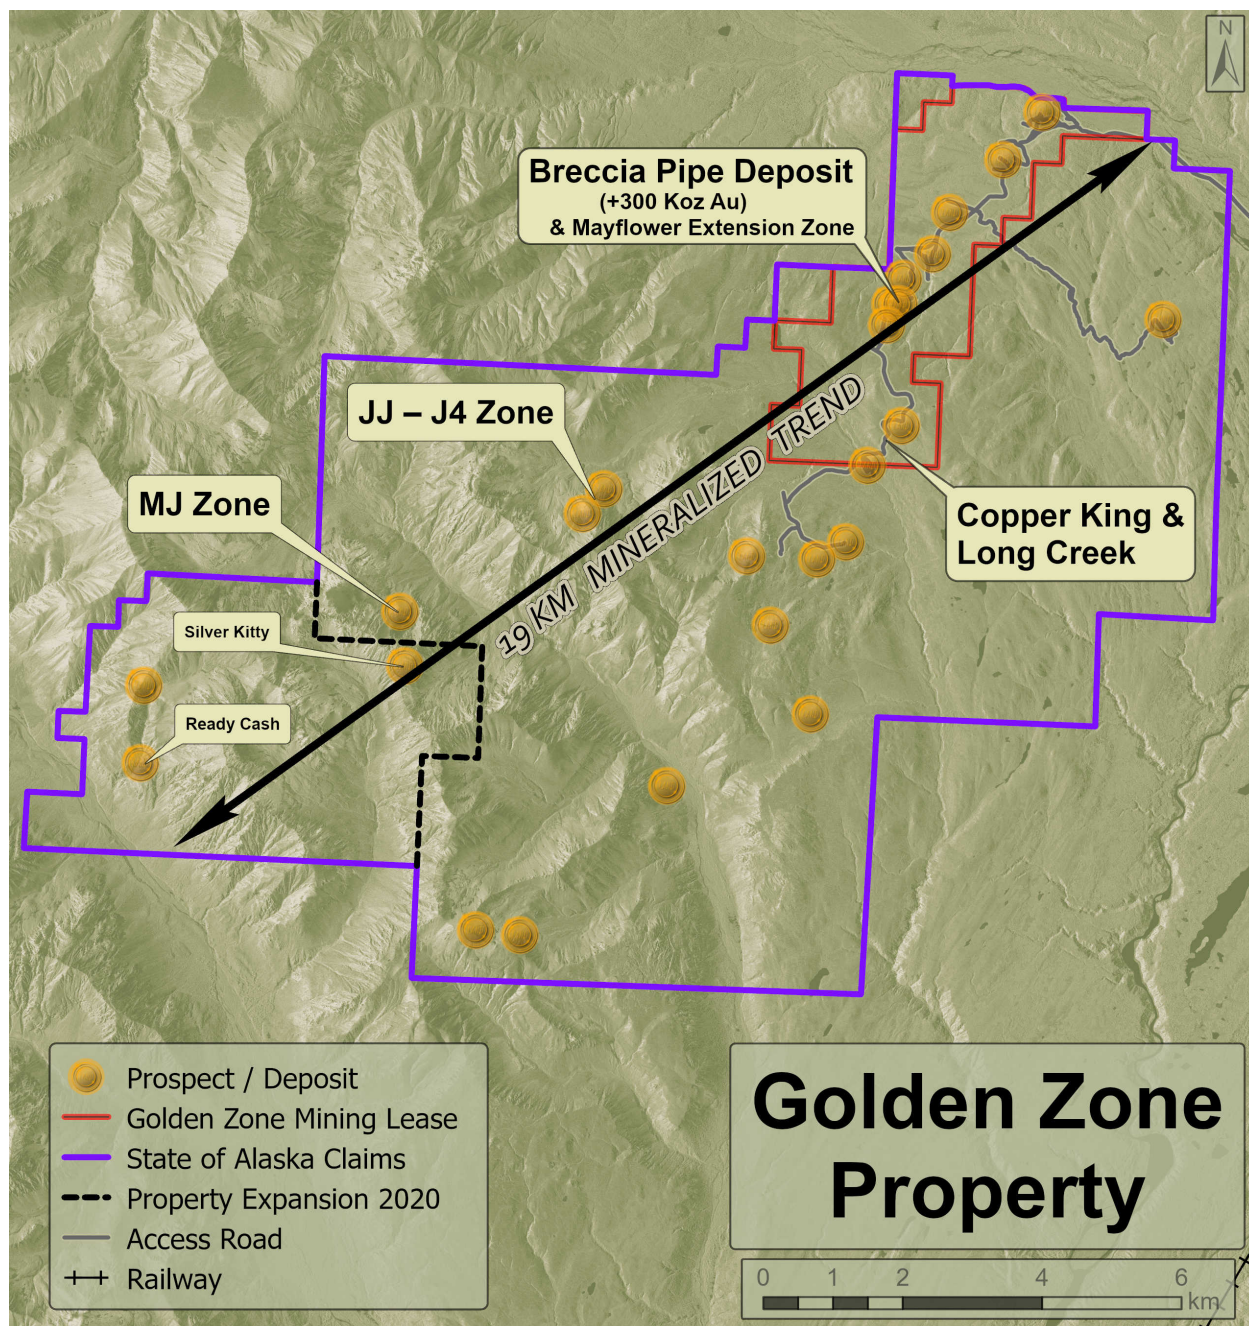 N
Breccia Pipe Deposit
(+300 Koz Au)
& Mayflower Extension Zone
JJ – J4 Zone
MJ Zone
19 KM MINERALIZED TREND
Copper King &
Long Creek
Silver Kitty
Ready Cash
Prospect / Deposit
Golden Zone Mining Lease
State of Alaska Claims
Property Expansion 2020
Access Road
Railway
Golden Zone
Property
0 1 2 4 6
km